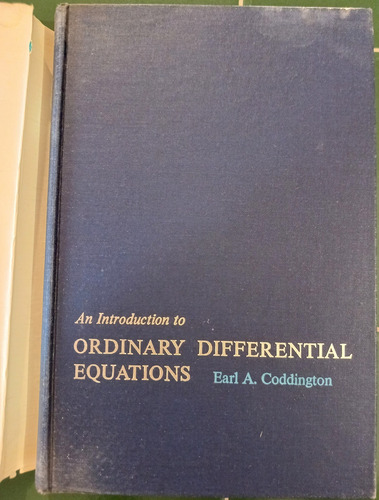 An Introduction to
ORDINARY DIFFERENTIAL
EQUATIONS Earl A. Coddington